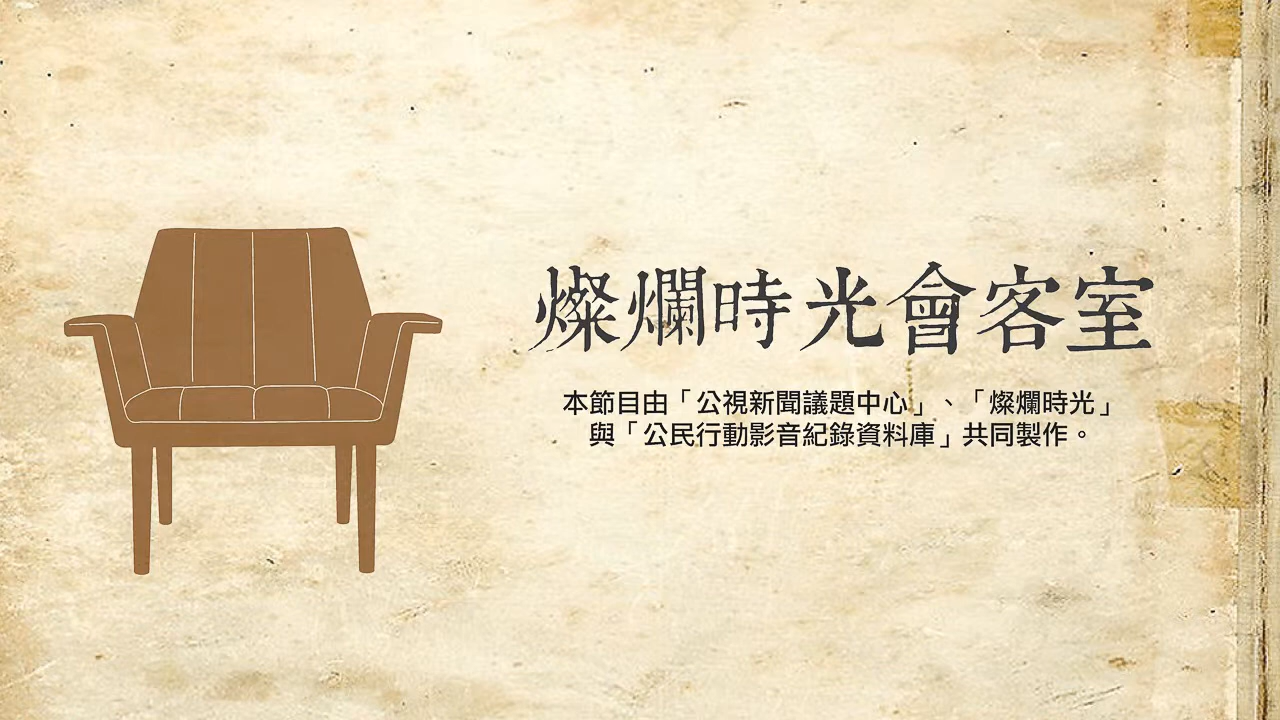 燦爛時光會客室
本節目由「公視新聞議題中心」、「燦爛時光」
與「公民行動影音紀錄資料庫」共同製作。